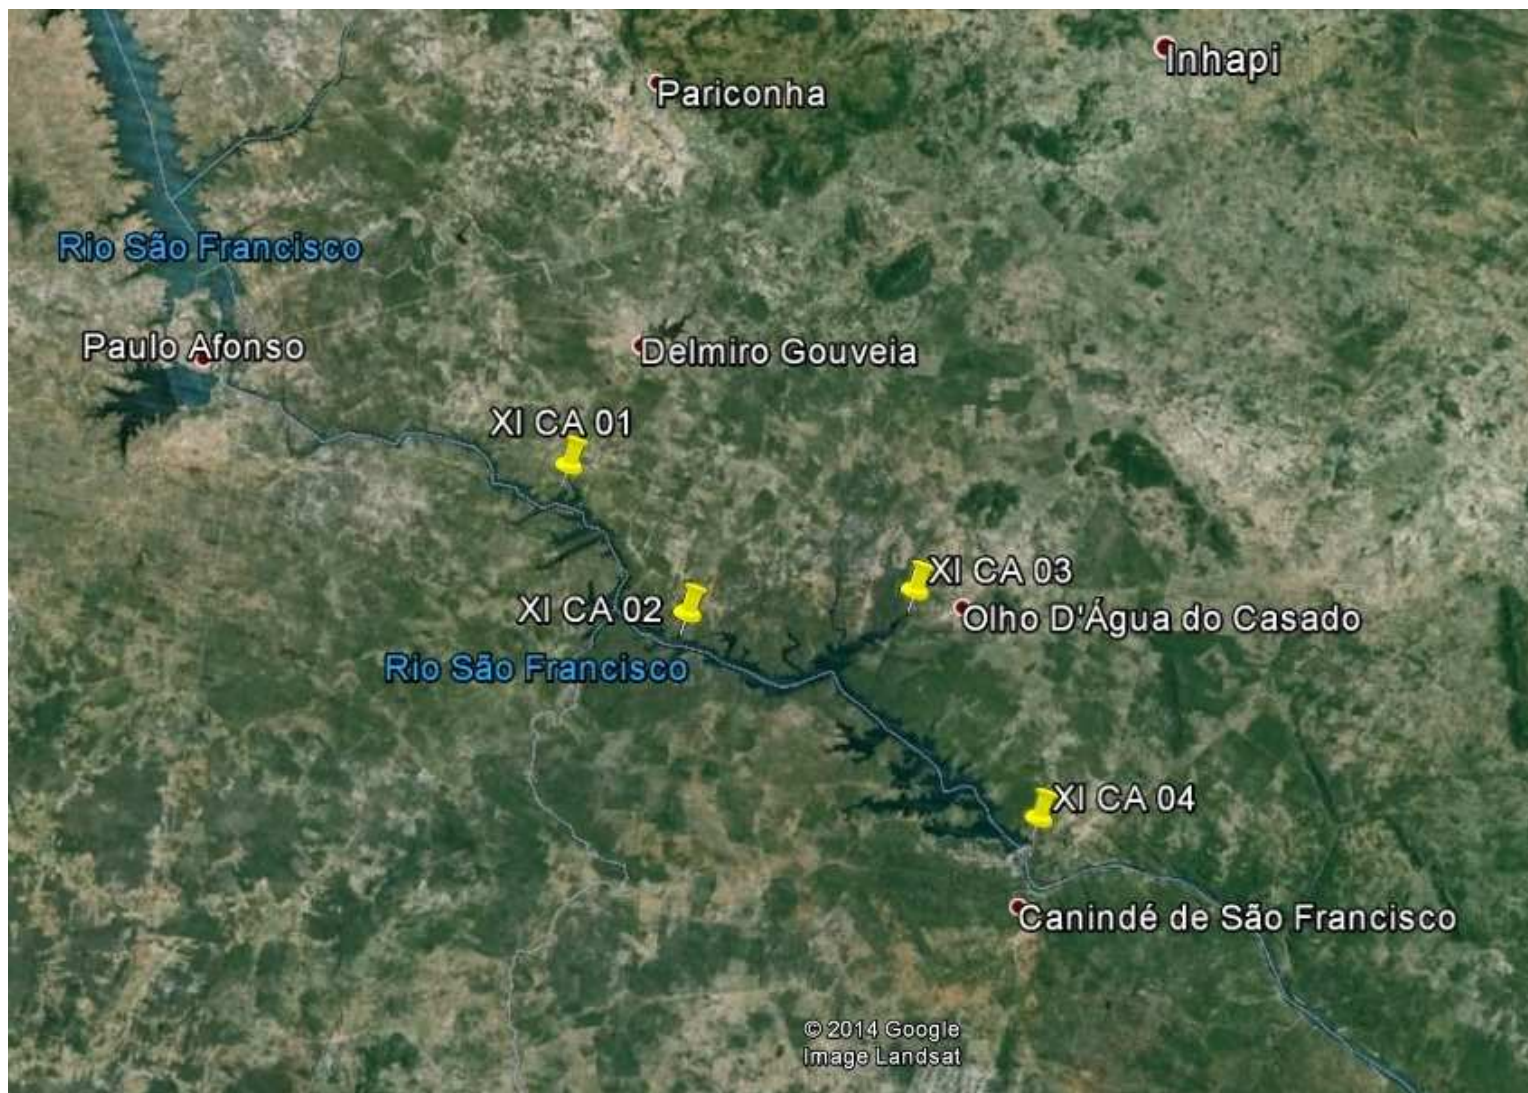 Inhapi
Pariconha
Rio São Francisco
Paulo Afonso
Delmiro Gouveia
XI CA 01
XI CA 03
XI CA 02
Olho D'Água do Casado
Rio São Francisco
XI CA 04
Canindé de São Francisco
© 2014 Google
Image Landsat